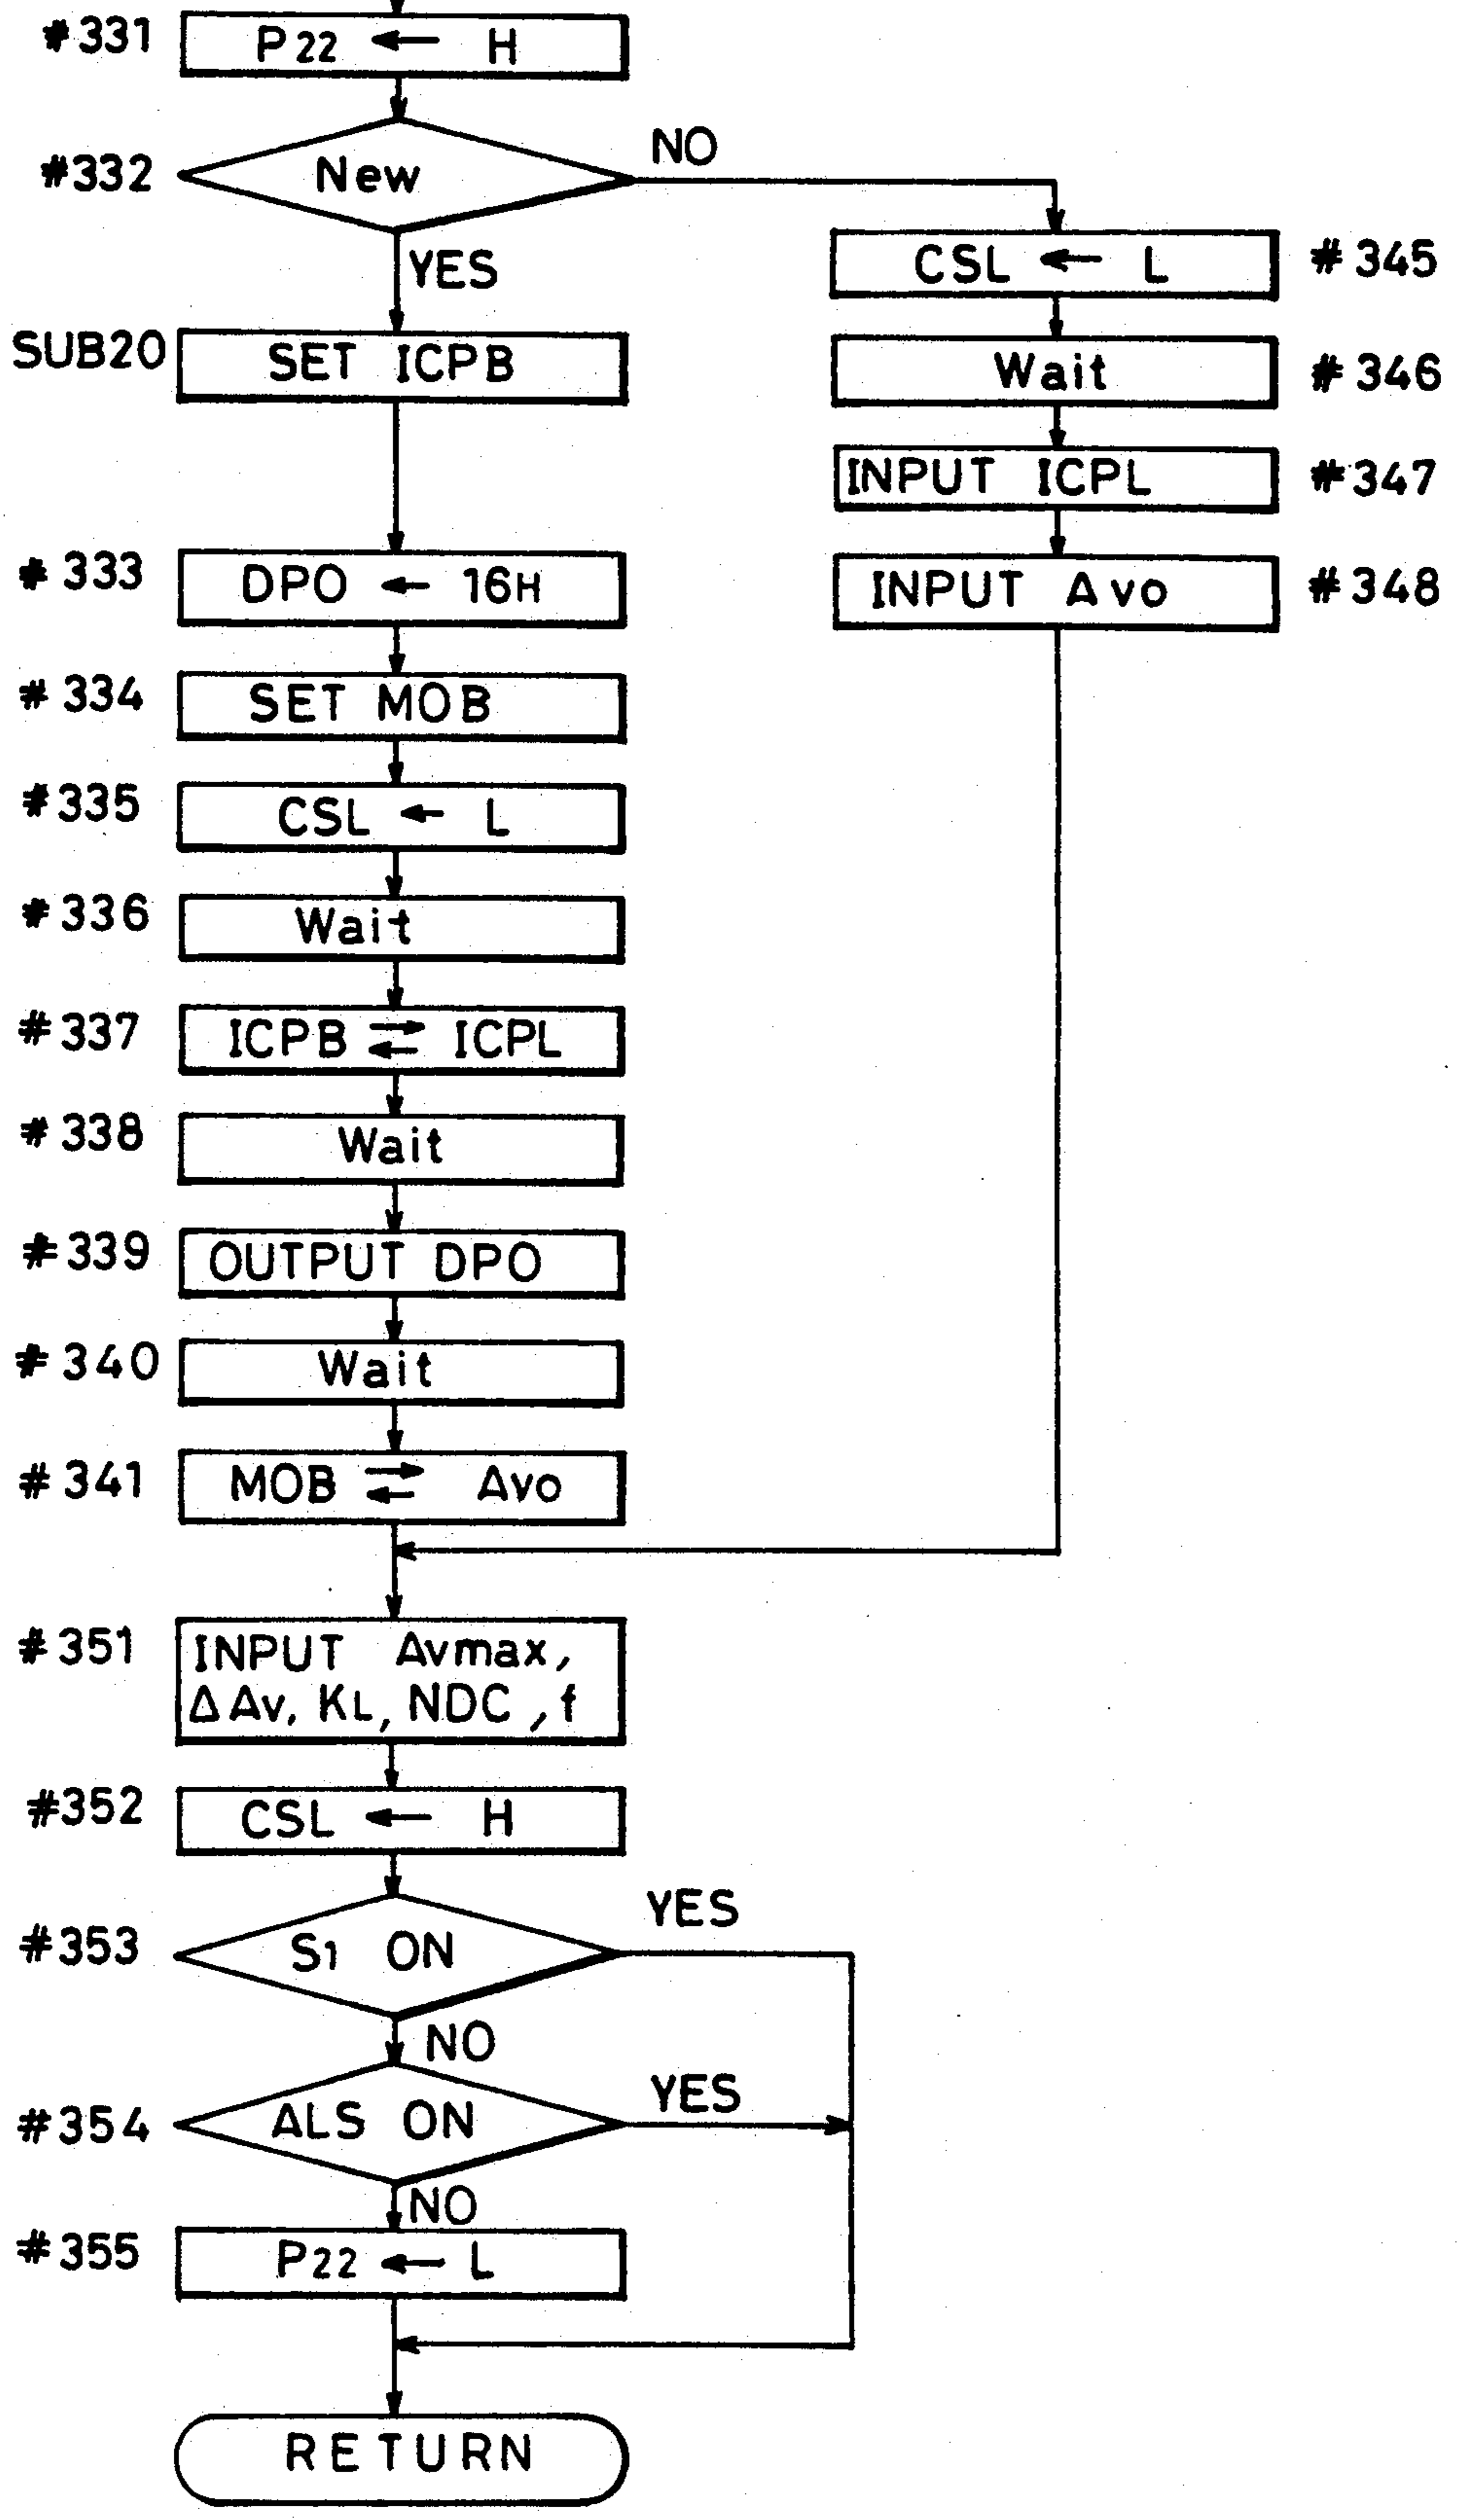 #331 P22 ← H
#332 New NO
YES
CSL ← L #345
SUB20 SET ICPB
Wait #346
INPUT ICPL #347
#333 DPO ← 16H
INPUT Avo #348
#334 SET MOB
#335 CSL ← L
#336 Wait
#337 ICPB ⇄ ICPL
#338 Wait
#339 OUTPUT DPO
#340 Wait
#341 MOB ⇄ Avo
#351 INPUT Avmax,
ΔAv, KL, NDC, f
#352 CSL ← H
#353 S1 ON YES
NO
#354 ALS ON YES
NO
#355 P22 ← L
RETURN